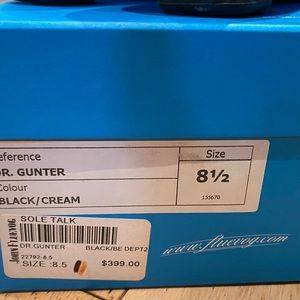 eference
Size
DR. GUNTER
8½
Colour
155670
BLACK/CREAM
SOLE TALK
JOHN FLUEVOG
DR.GUNTER BLACK/BE DEPT2
22792-8.5
SIZE :8.5 $399.00
www.fluevog.com